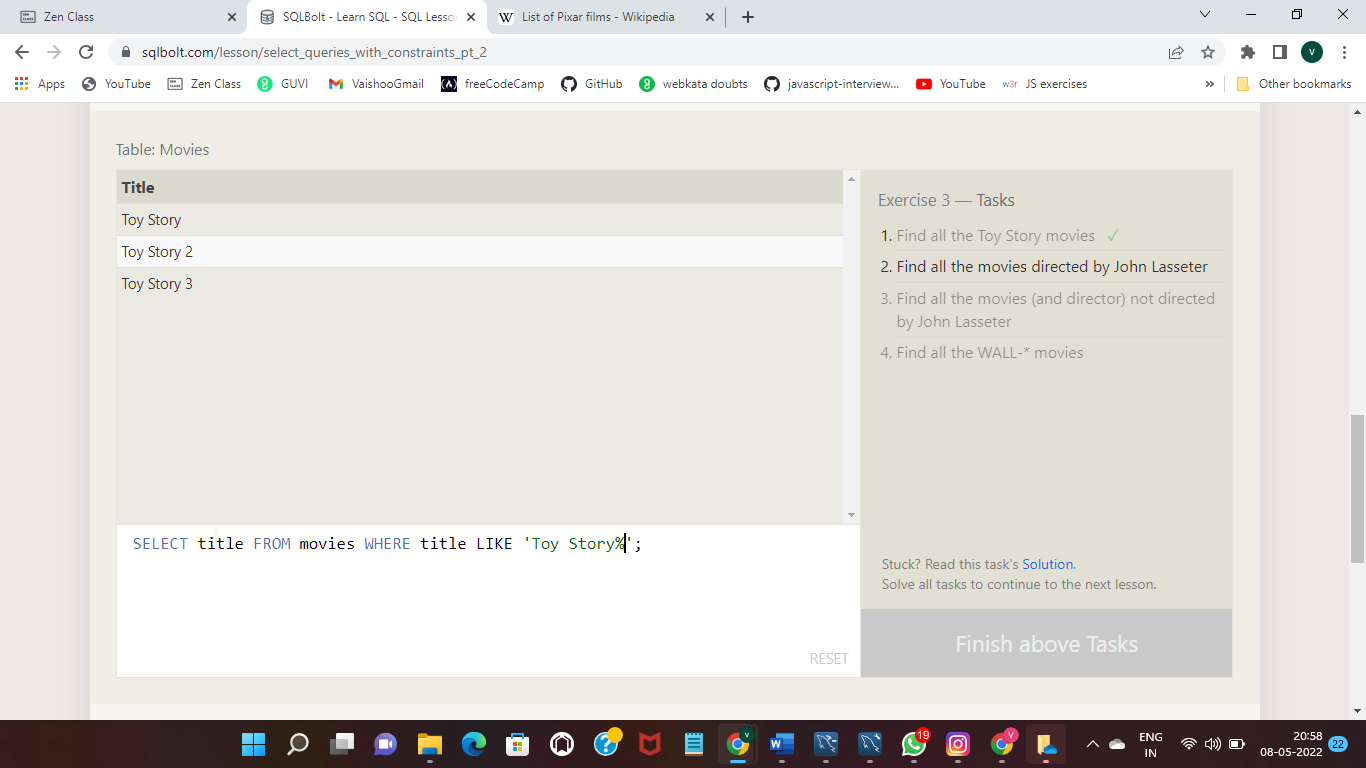 Zen Class
SQLBolt - Learn SQL - SQL Lesso
List of Pixar films - Wikipedia
sqlbolt.com/lesson/select_queries_with_constraints_pt_2
V
Apps YouTube Zen Class GUVI VaishooGmail freeCodeCamp GitHub webkata doubts javascript-interview... YouTube w3r JS exercises » Other bookmarks
Table: Movies
Title
Toy Story
Toy Story 2
Toy Story 3
SELECT title FROM movies WHERE title LIKE 'Toy Story%';
RESET
Exercise 3 — Tasks
1. Find all the Toy Story movies ✓
2. Find all the movies directed by John Lasseter
3. Find all the movies (and director) not directed
by John Lasseter
4. Find all the WALL-* movies
Stuck? Read this task's Solution.
Solve all tasks to continue to the next lesson.
Finish above Tasks
19
ENG
IN
20:58
08-05-2022
22